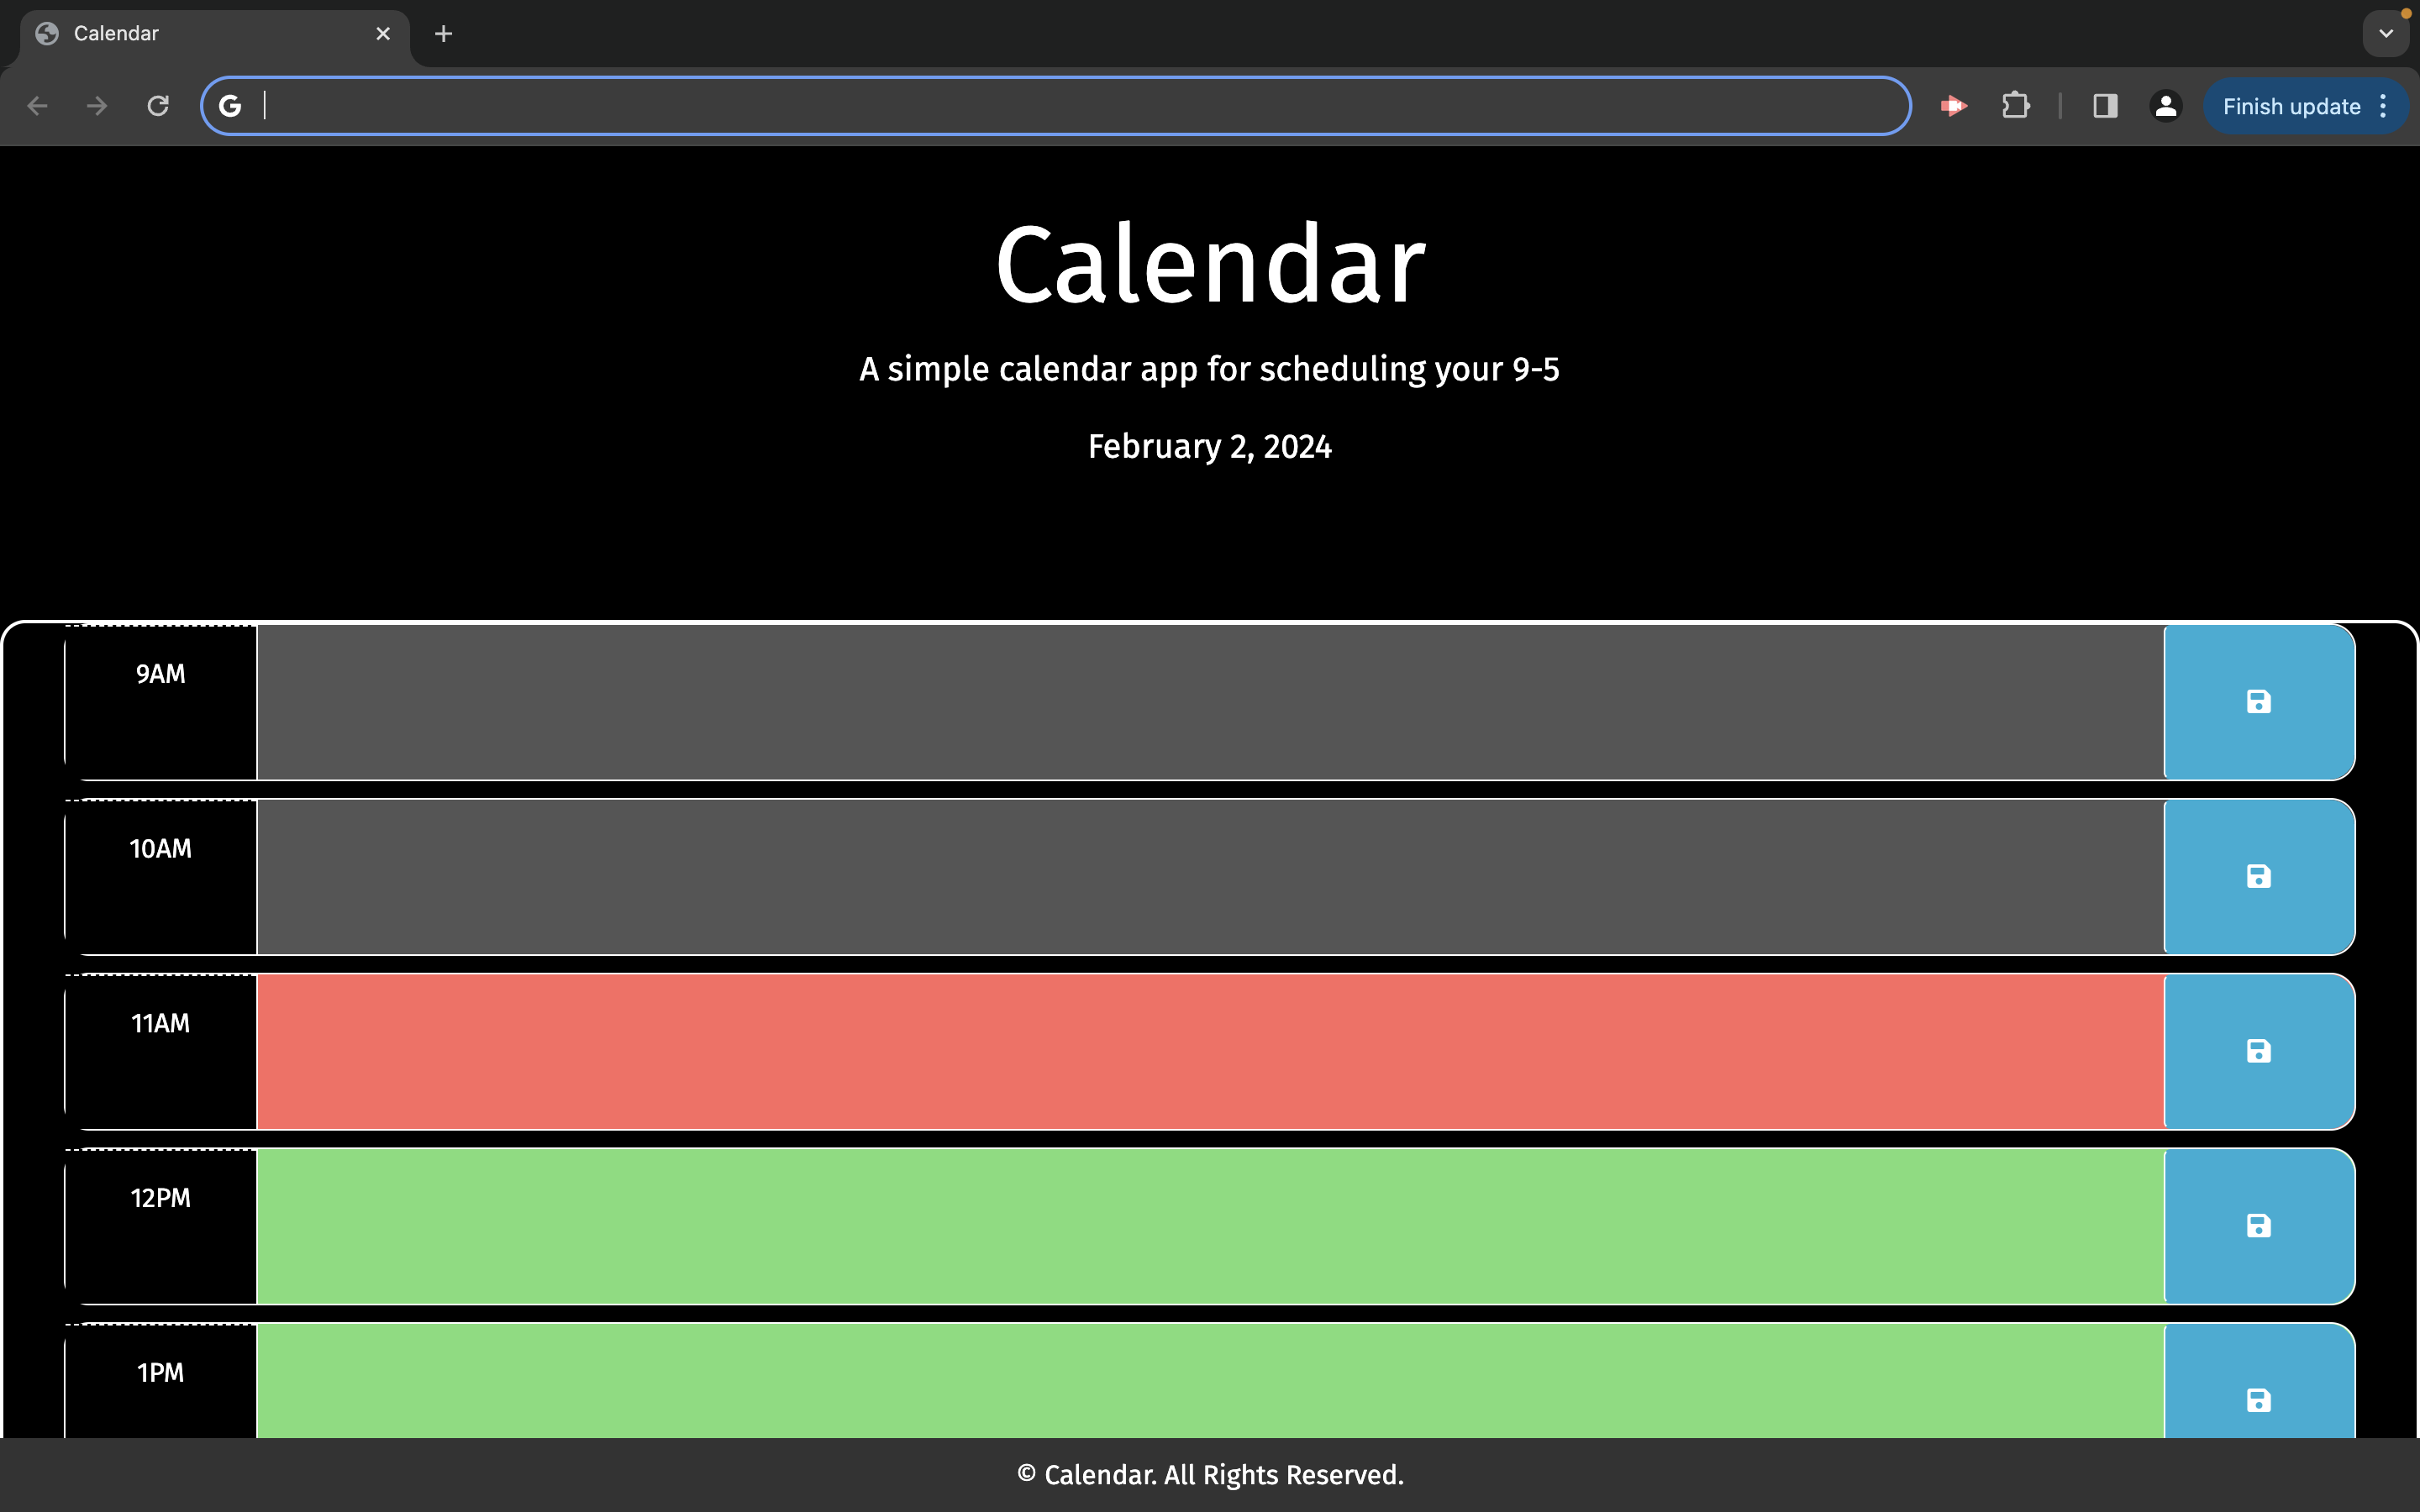 Calendar
Finish update
Calendar
A simple calendar app for scheduling your 9-5
February 2, 2024
9AM
10AM
11AM
12PM
1PM
© Calendar. All Rights Reserved.